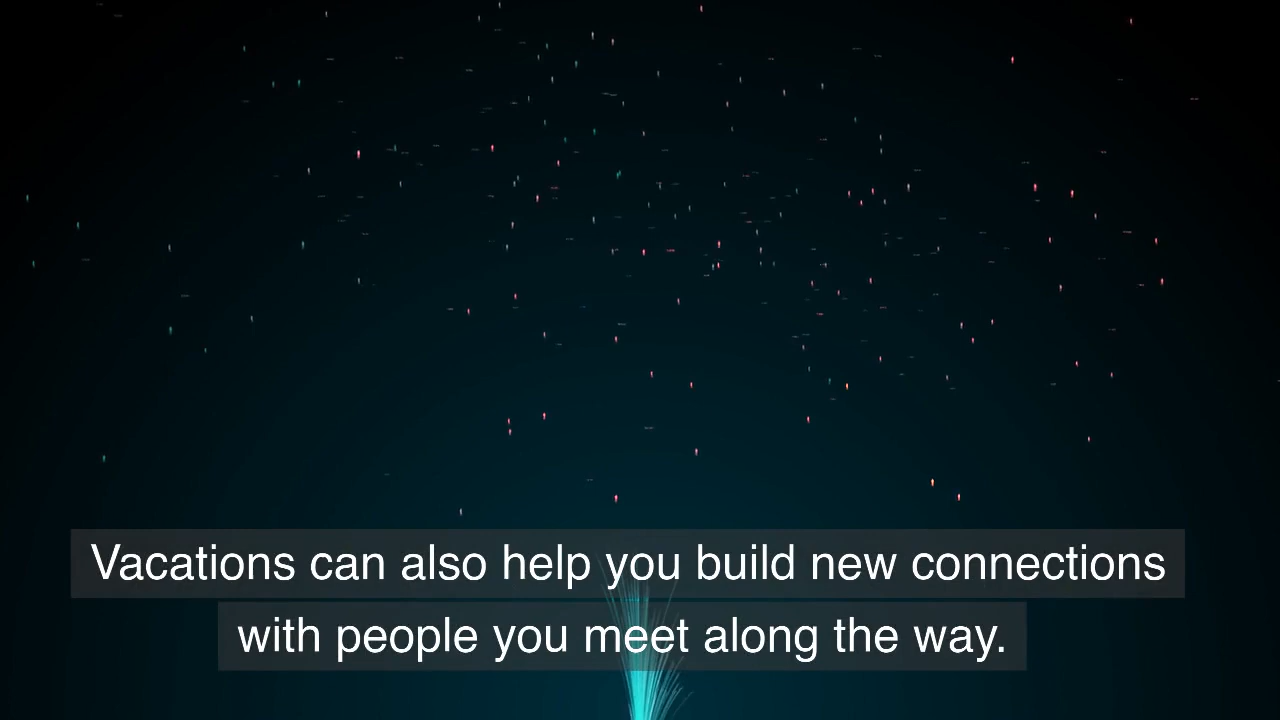 Vacations can also help you build new connections
with people you meet along the way.